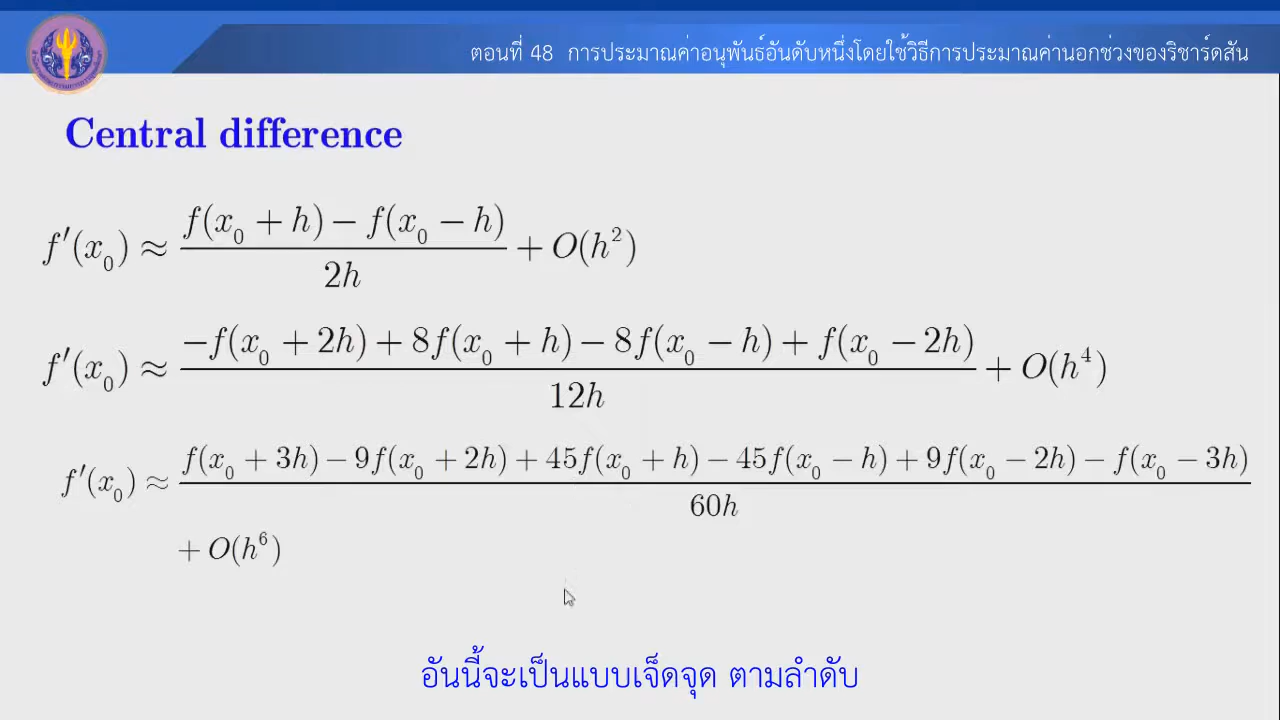 ตอนที่ 48 การประมาณค่าอนุพันธ์อันดับหนึ่งโดยใช้วิธีการประมาณค่านอกช่วงของริชาร์ดสัน
Central difference
f′(x₀) ≈ (f(x₀ + h) − f(x₀ − h)) / 2h + O(h²)
f′(x₀) ≈ (−f(x₀ + 2h) + 8f(x₀ + h) − 8f(x₀ − h) + f(x₀ − 2h)) / 12h + O(h⁴)
f′(x₀) ≈ (f(x₀ + 3h) − 9f(x₀ + 2h) + 45f(x₀ + h) − 45f(x₀ − h) + 9f(x₀ − 2h) − f(x₀ − 3h)) / 60h
+ O(h⁶)
อันนี้จะเป็นแบบเจ็ดจุด ตามลำดับ